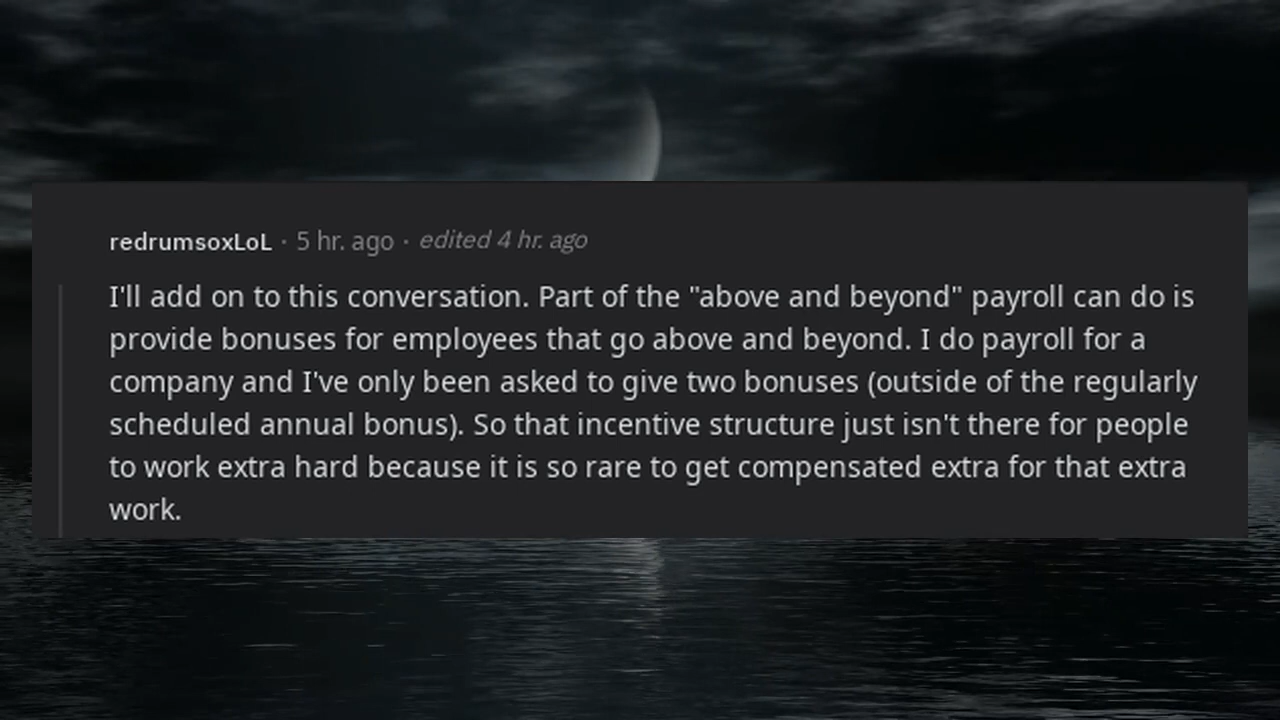 redrumsoxLoL · 5 hr. ago · edited 4 hr. ago
I'll add on to this conversation. Part of the "above and beyond" payroll can do is
provide bonuses for employees that go above and beyond. I do payroll for a
company and I've only been asked to give two bonuses (outside of the regularly
scheduled annual bonus). So that incentive structure just isn't there for people
to work extra hard because it is so rare to get compensated extra for that extra
work.